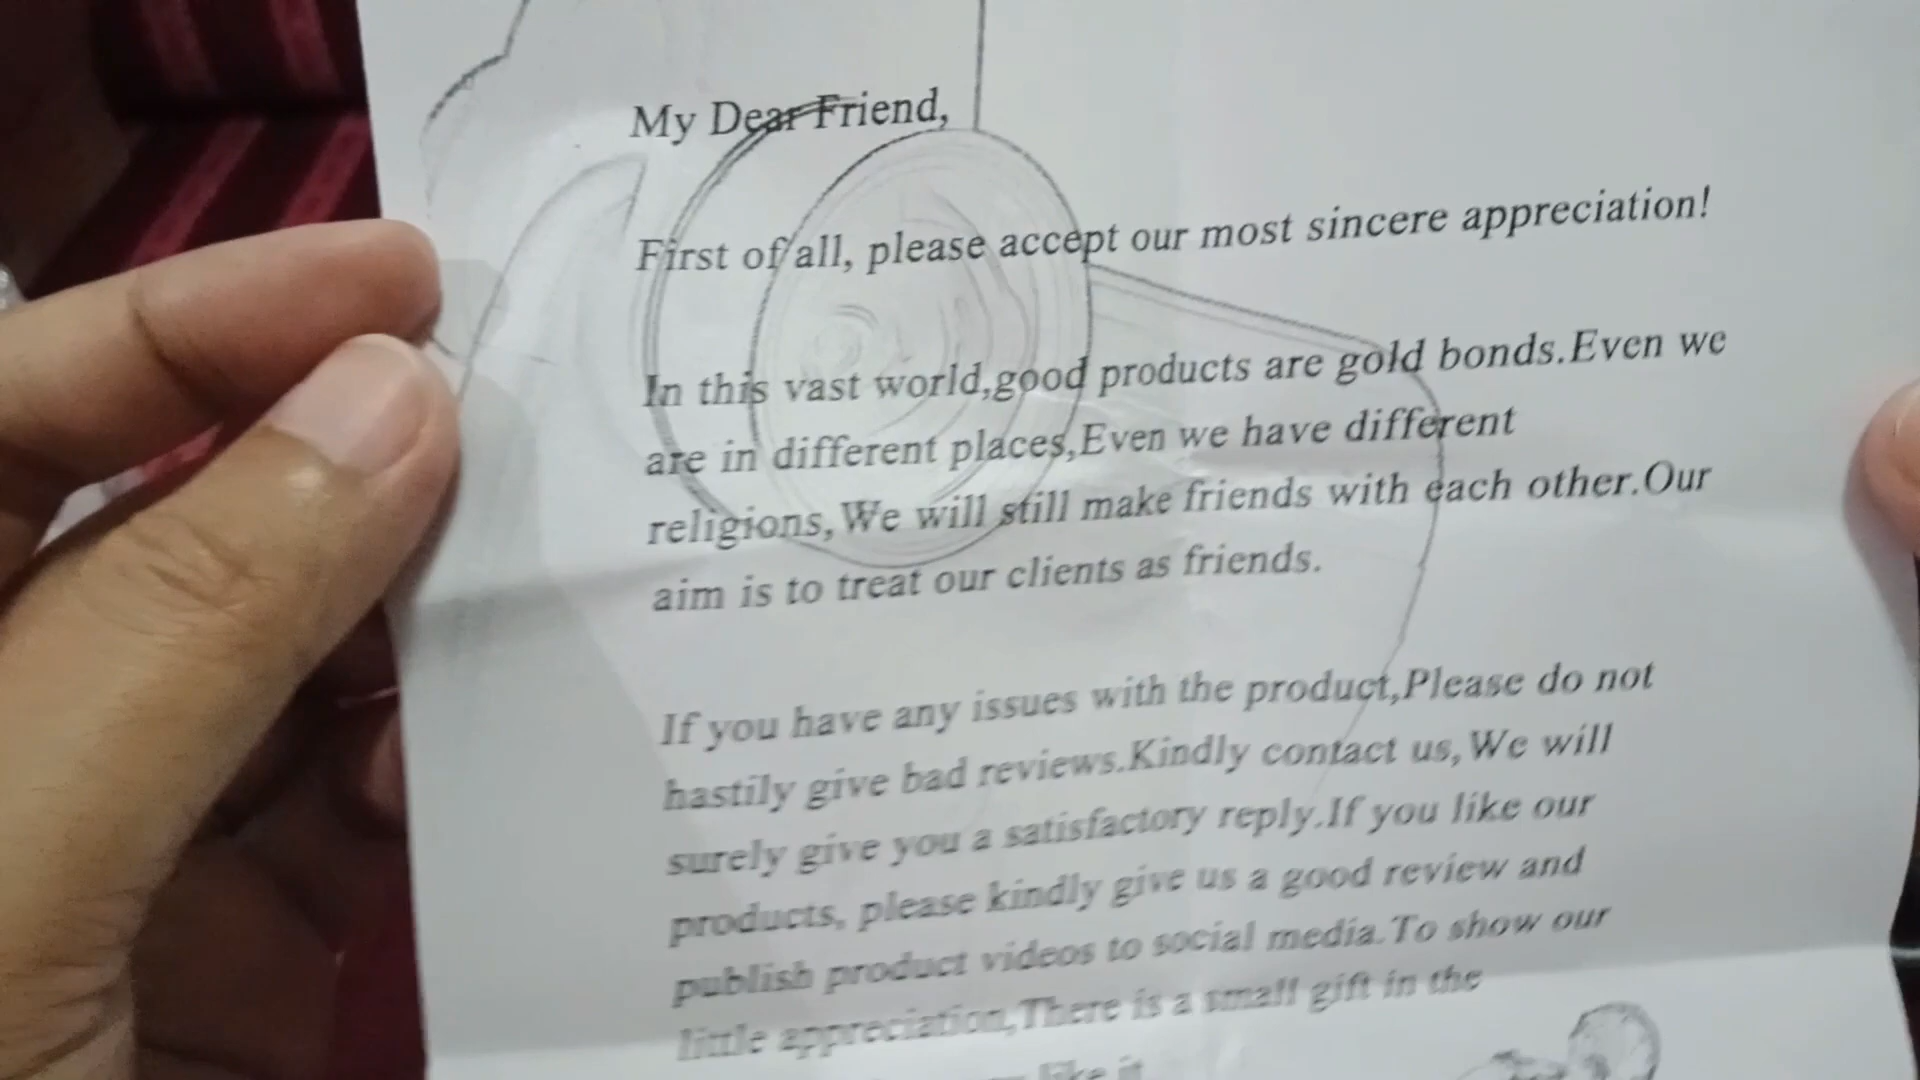 My Dear Friend,
First of all, please accept our most sincere appreciation!
In this vast world,good products are gold bonds.Even we
are in different places,Even we have different
religions,We will still make friends with each other.Our
aim is to treat our clients as friends.
If you have any issues with the product,Please do not
hastily give bad reviews.Kindly contact us,We will
surely give you a satisfactory reply.If you like our
products, please kindly give us a good review and
publish product videos to social media.To show our
little appreciation,There is a small gift in the
like it